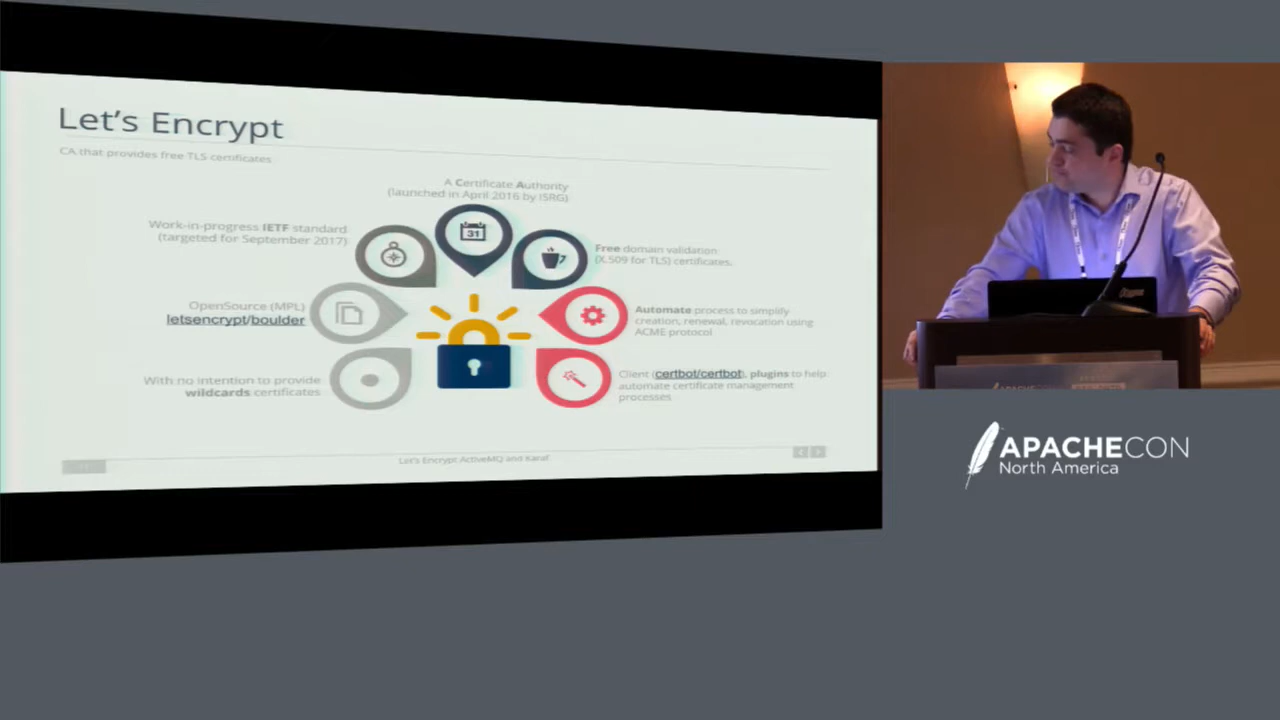 Let's Encrypt
CA that provides free TLS certificates
A Certificate Authority
(launched in April 2016 by ISRG)
Work-in-progress IETF standard
(targeted for September 2017)
31
Free domain validation
(X.509 for TLS) certificates.
OpenSource (MPL)
letsencrypt/boulder
Automate process to simplify
creation, renewal, revocation using
ACME protocol
With no intention to provide
wildcards certificates
Client (certbot/certbot), plugins to help
automate certificate management
processes
Let's Encrypt ActiveMQ and Karaf
APACHECON
North America